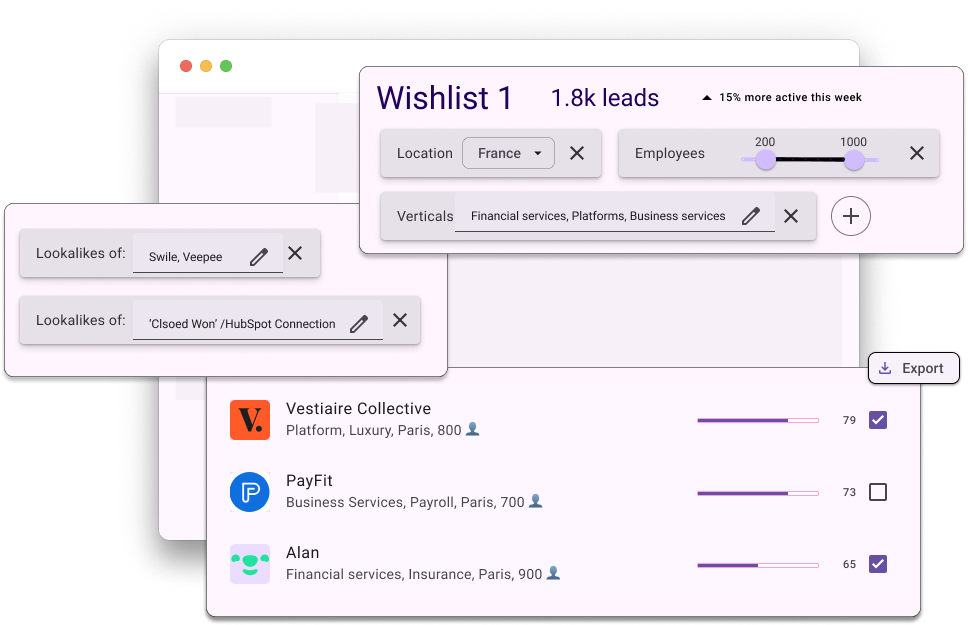 Wishlist 1
1.8k leads
15% more active this week
Location
France
Employees
200
1000
Verticals
Financial services, Platforms, Business services
Lookalikes of:
Swile, Veepee
Lookalikes of:
‘Clsoed Won’ /HubSpot Connection
Export
V.
Vestiaire Collective
Platform, Luxury, Paris, 800
79
PayFit
Business Services, Payroll, Paris, 700
73
Alan
Financial services, Insurance, Paris, 900
65